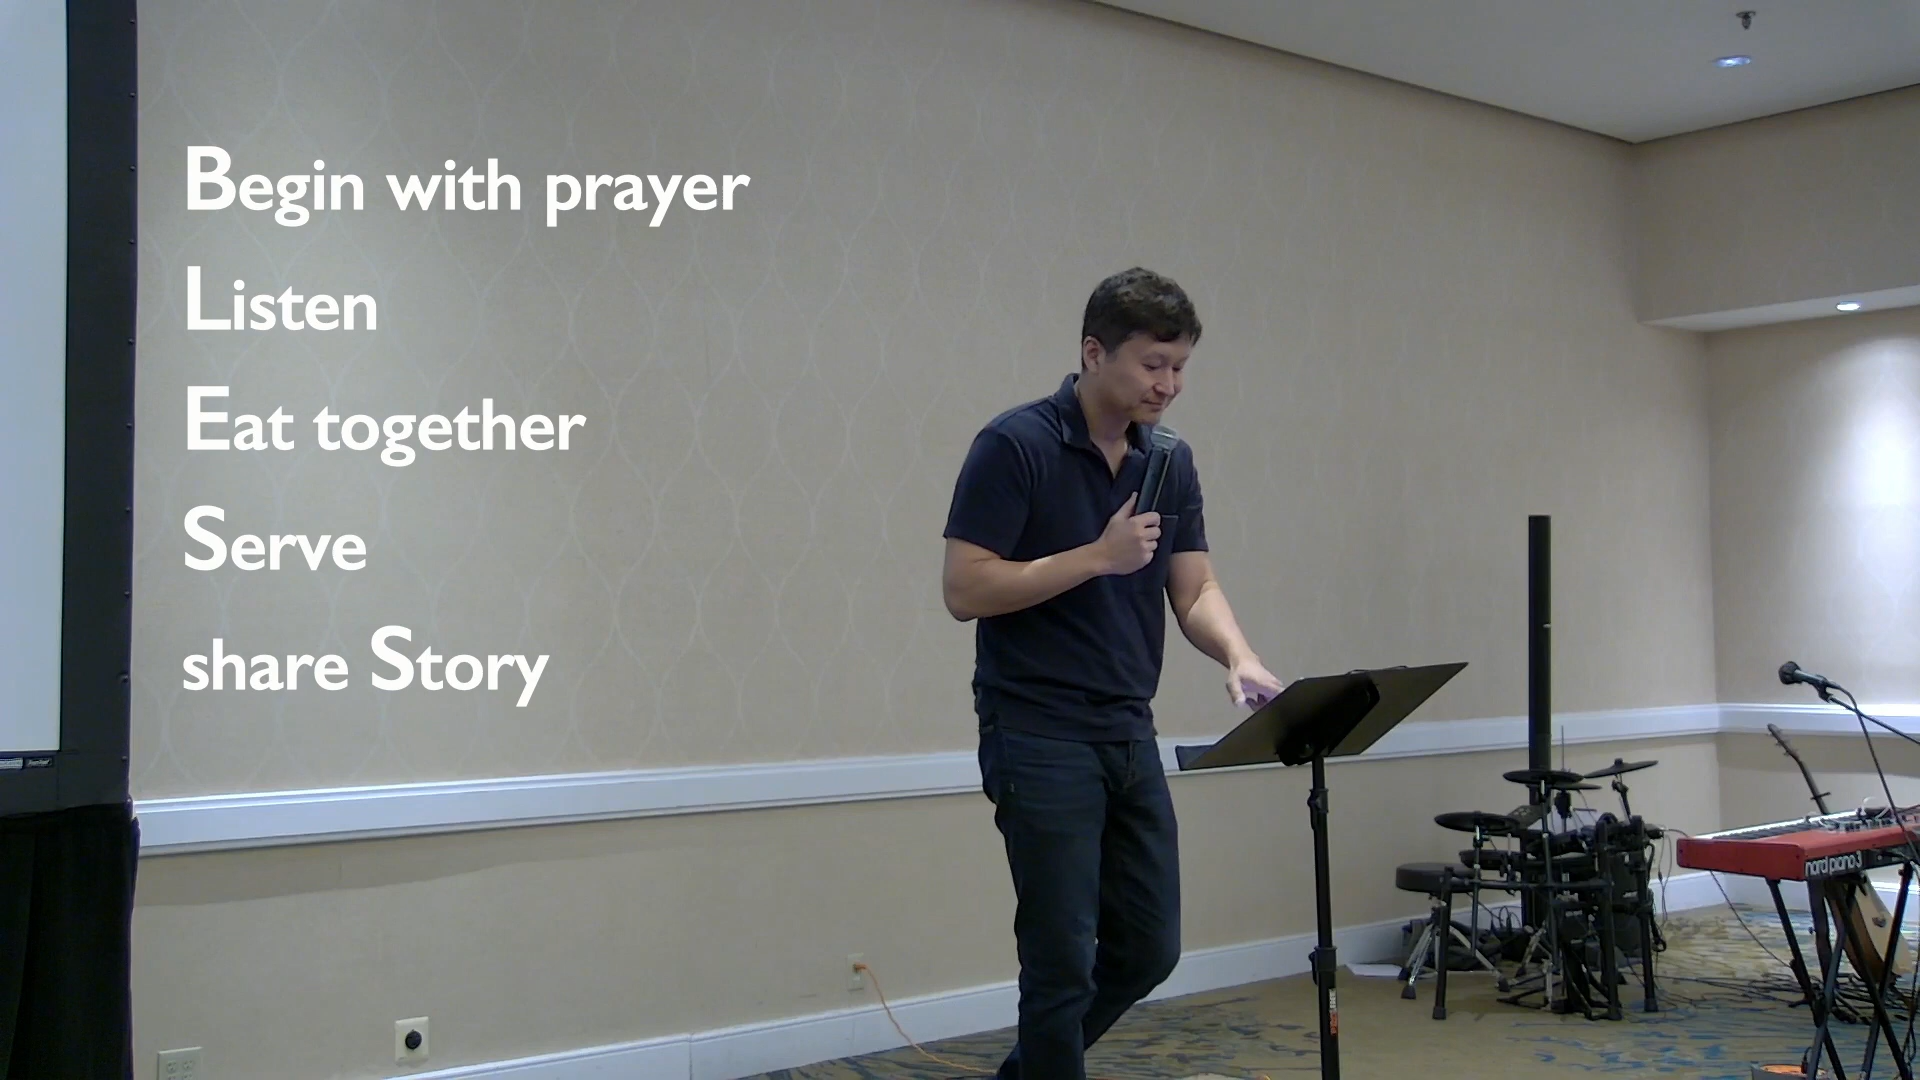 Begin with prayer
Listen
Eat together
Serve
share Story
nord piano 3